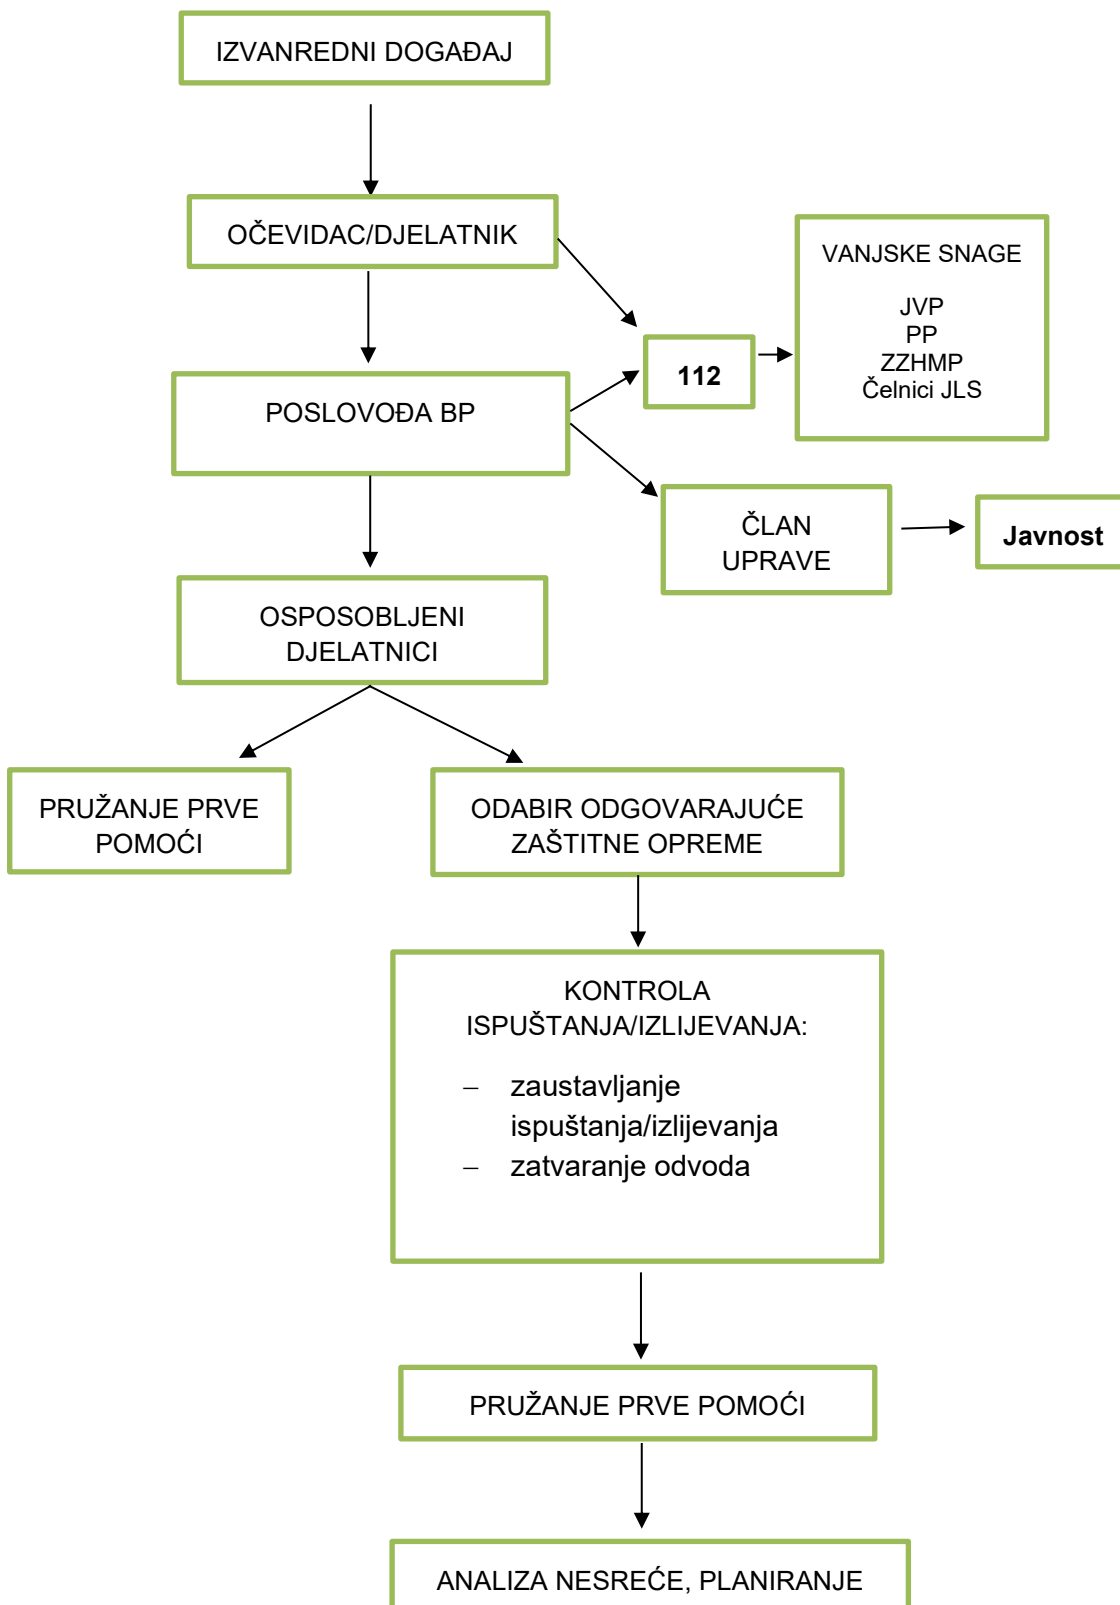 IZVANREDNI DOGAĐAJ
OČEVIDAC/DJELATNIK
VANJSKE SNAGE
JVP
PP
ZZHMP
Čelnici JLS
112
POSLOVOĐA BP
ČLAN
UPRAVE
Javnost
OSPOSOBLJENI
DJELATNICI
PRUŽANJE PRVE
POMOĆI
ODABIR ODGOVARAJUĆE
ZAŠTITNE OPREME
KONTROLA
ISPUŠTANJA/IZLIJEVANJA:
– zaustavljanje
ispuštanja/izlijevanja
– zatvaranje odvoda
PRUŽANJE PRVE POMOĆI
ANALIZA NESREĆE, PLANIRANJE